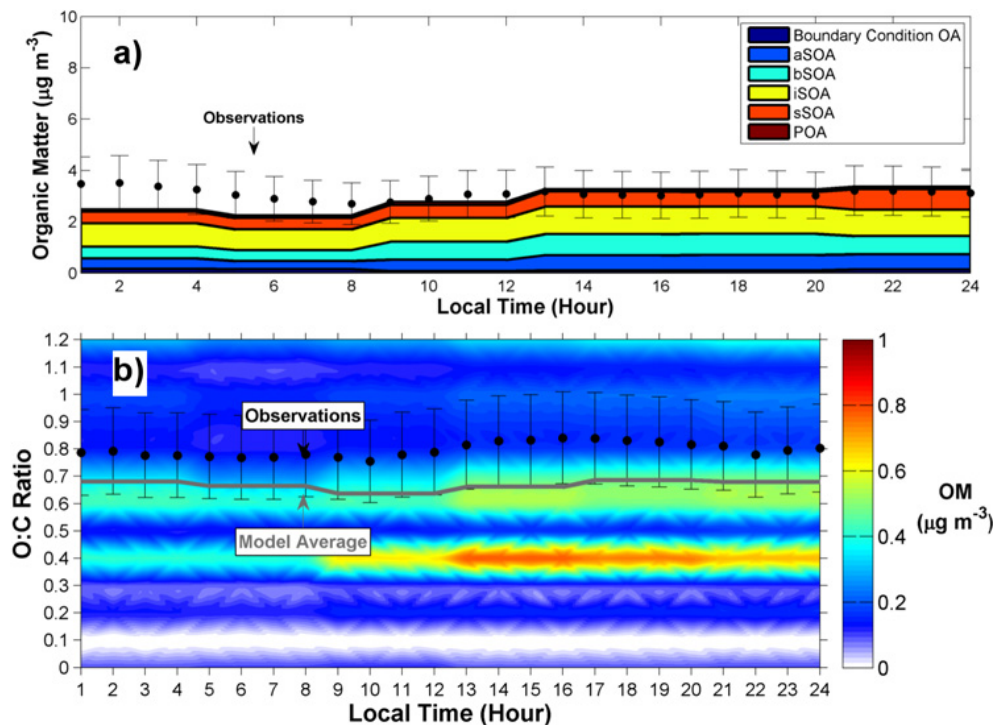 a)
Organic Matter (µg m⁻³)
10
8
6
4
2
0
Observations
Boundary Condition OA
aSOA
bSOA
iSOA
sSOA
POA
2 4 6 8 10 12 14 16 18 20 22 24
Local Time (Hour)
b)
O:C Ratio
1.2
1.1
1
0.9
0.8
0.7
0.6
0.5
0.4
0.3
0.2
0.1
0
Observations
Model Average
1 2 3 4 5 6 7 8 9 10 11 12 13 14 15 16 17 18 19 20 21 22 23 24
Local Time (Hour)
1
0.8
0.6
0.4
0.2
0
OM
(µg m⁻³)